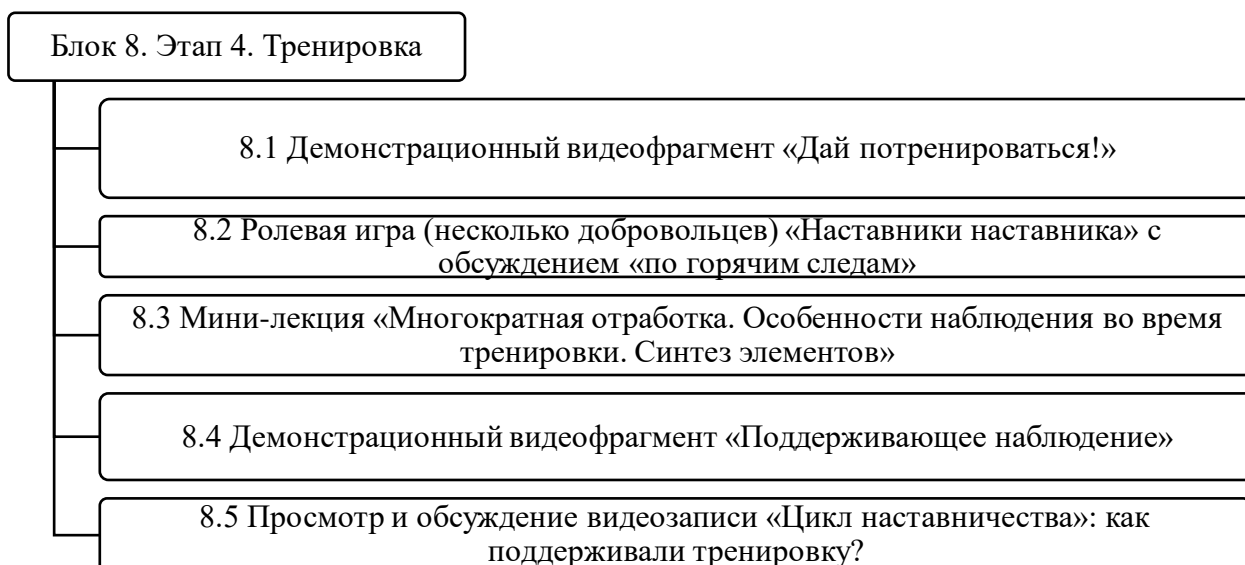 Блок 8. Этап 4. Тренировка
8.1 Демонстрационный видеофрагмент «Дай потренироваться!»
8.2 Ролевая игра (несколько добровольцев) «Наставники наставника» с
обсуждением «по горячим следам»
8.3 Мини-лекция «Многократная отработка. Особенности наблюдения во время
тренировки. Синтез элементов»
8.4 Демонстрационный видеофрагмент «Поддерживающее наблюдение»
8.5 Просмотр и обсуждение видеозаписи «Цикл наставничества»: как
поддерживали тренировку?